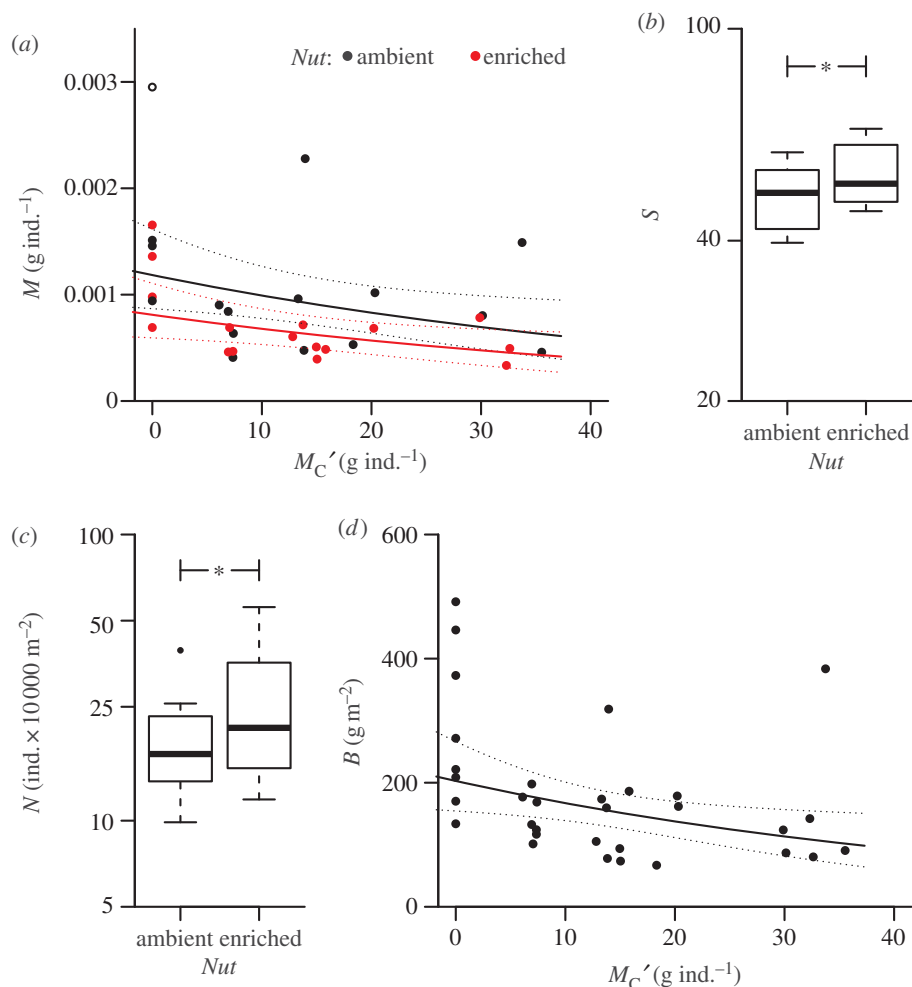 (a)
Nut: ambient enriched
0.003
0.002
0.001
0
M (g ind.⁻¹)
0 10 20 30 40
M_C′ (g ind.⁻¹)
(b)
100
40
20
S
*
ambient enriched
Nut
(c)
100
50
25
10
5
N (ind. × 10 000 m⁻²)
*
ambient enriched
Nut
(d)
600
400
200
0
B (g m⁻²)
0 10 20 30 40
M_C′ (g ind.⁻¹)